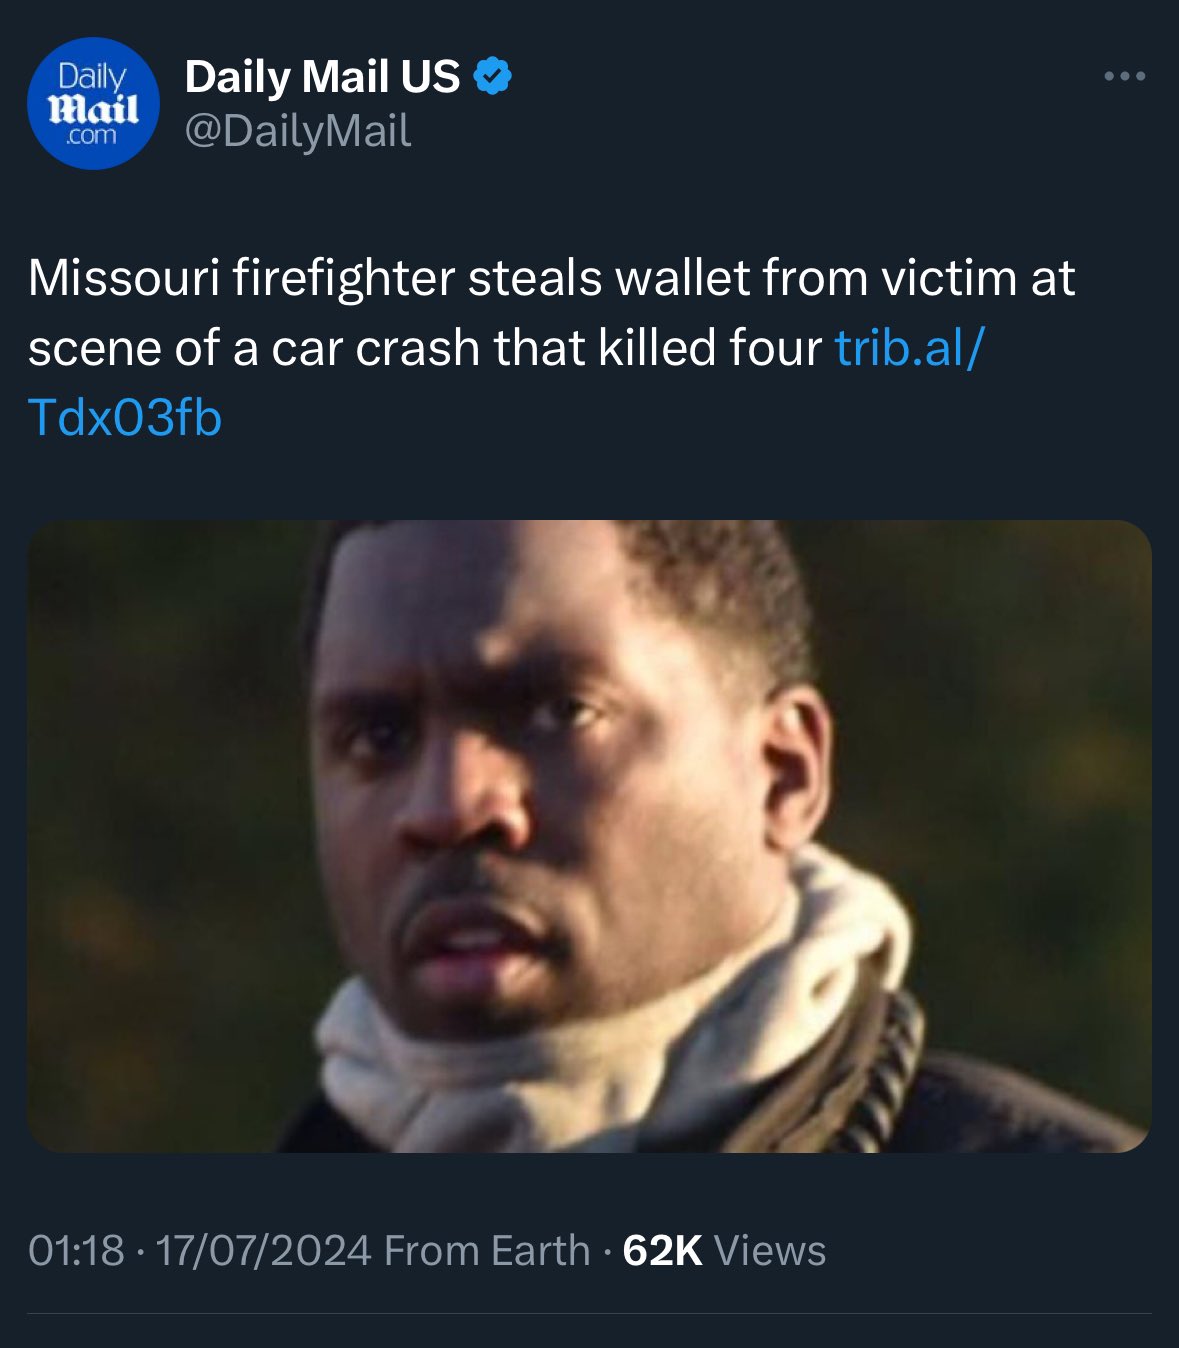 Daily
Mail
.com
Daily Mail US
@DailyMail
Missouri firefighter steals wallet from victim at
scene of a car crash that killed four trib.al/
Tdx03fb
01:18 · 17/07/2024 From Earth · 62K Views